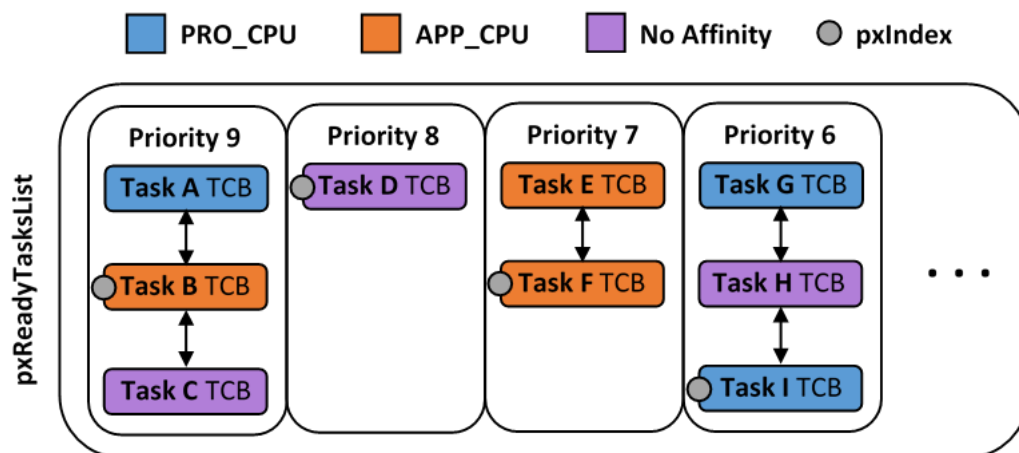 PRO_CPU
APP_CPU
No Affinity
pxIndex
pxReadyTasksList
Priority 9
Task A TCB
Task B TCB
Task C TCB
Priority 8
Task D TCB
Priority 7
Task E TCB
Task F TCB
Priority 6
Task G TCB
Task H TCB
Task I TCB
...